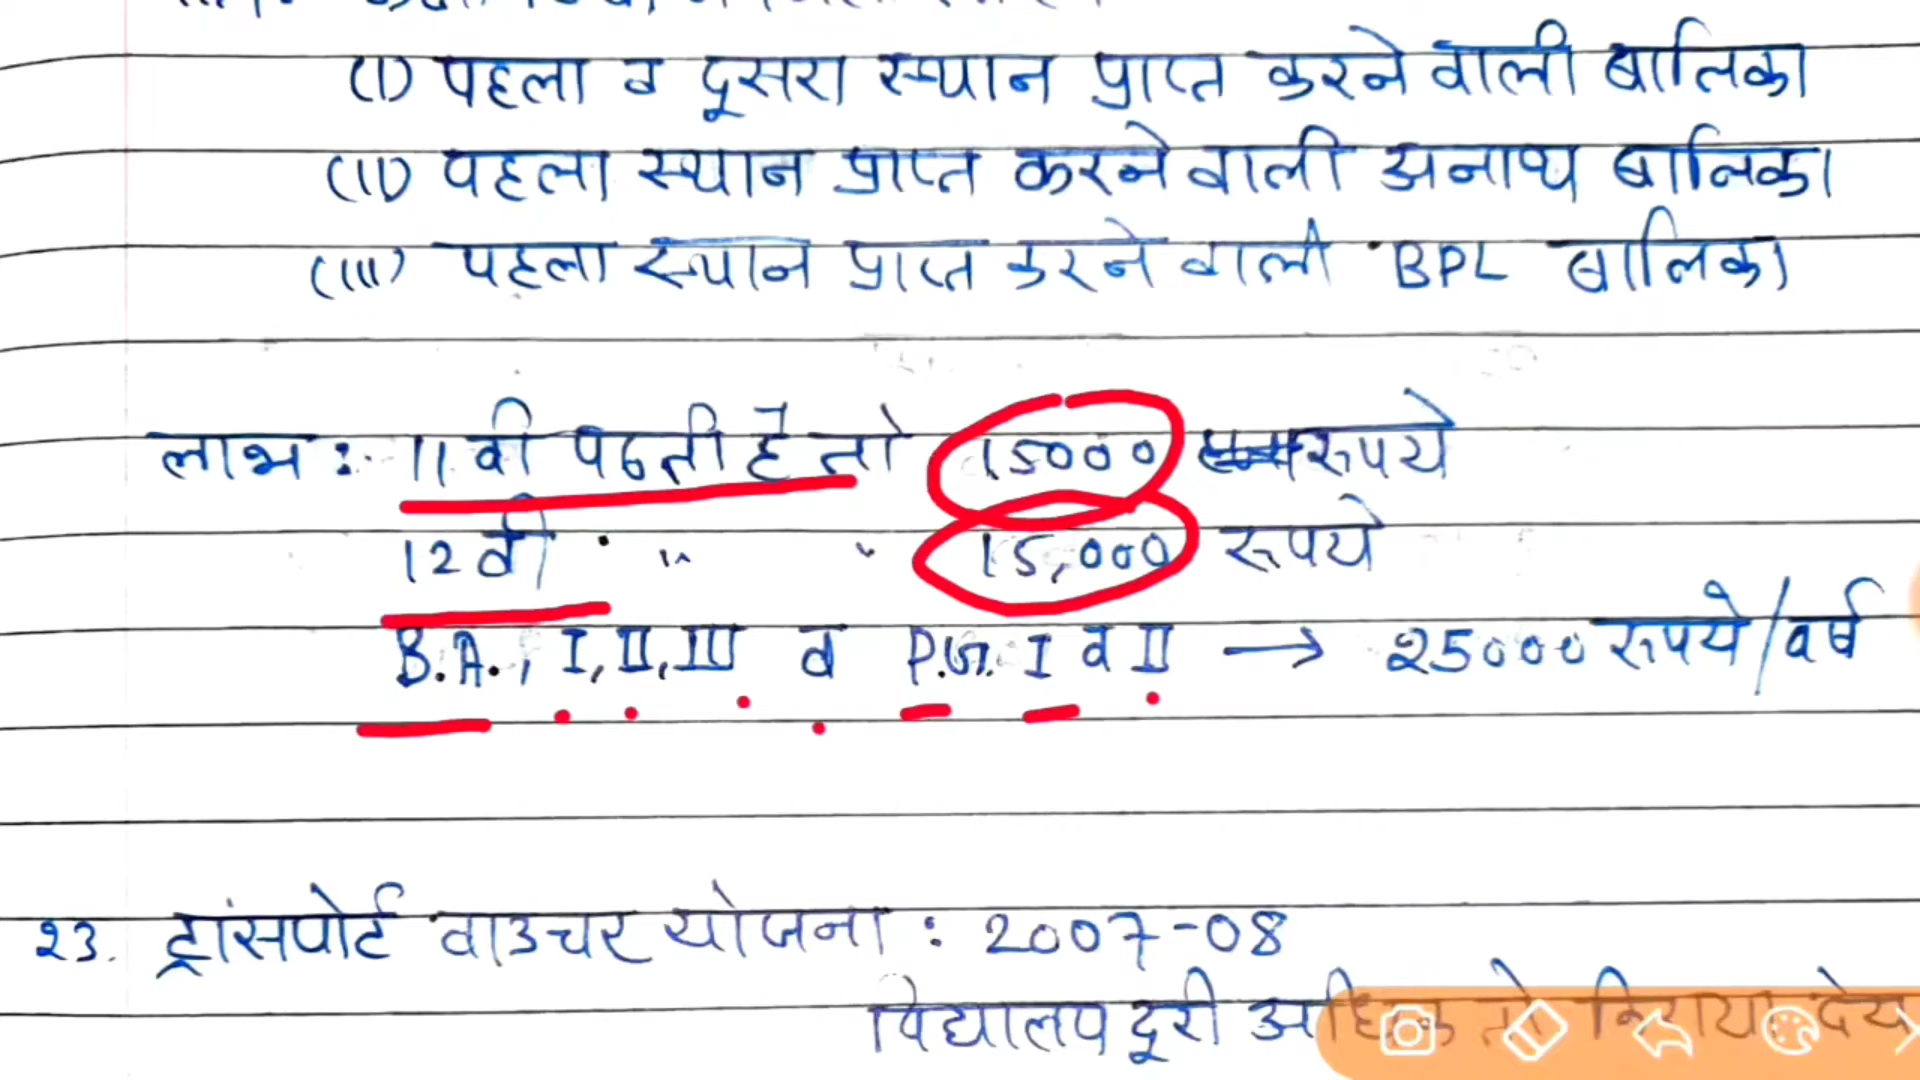 (I) पहला व दूसरा स्थान प्राप्त करने वाली बालिका
(II) पहला स्थान प्राप्त करने वाली अनाथ बालिका
(III) पहला स्थान प्राप्त करने वाली BPL बालिका
लाभ : 11 वी पढती है तो 15000 रुपये
12 वी " " 15,000 रुपये
B.A., I, II, III व P.G. I व II → 25000 रुपये/वर्ष
23. ट्रांसपोर्ट वाउचर योजना : 2007-08
विद्यालय दूरी अधिक तो किराया देय